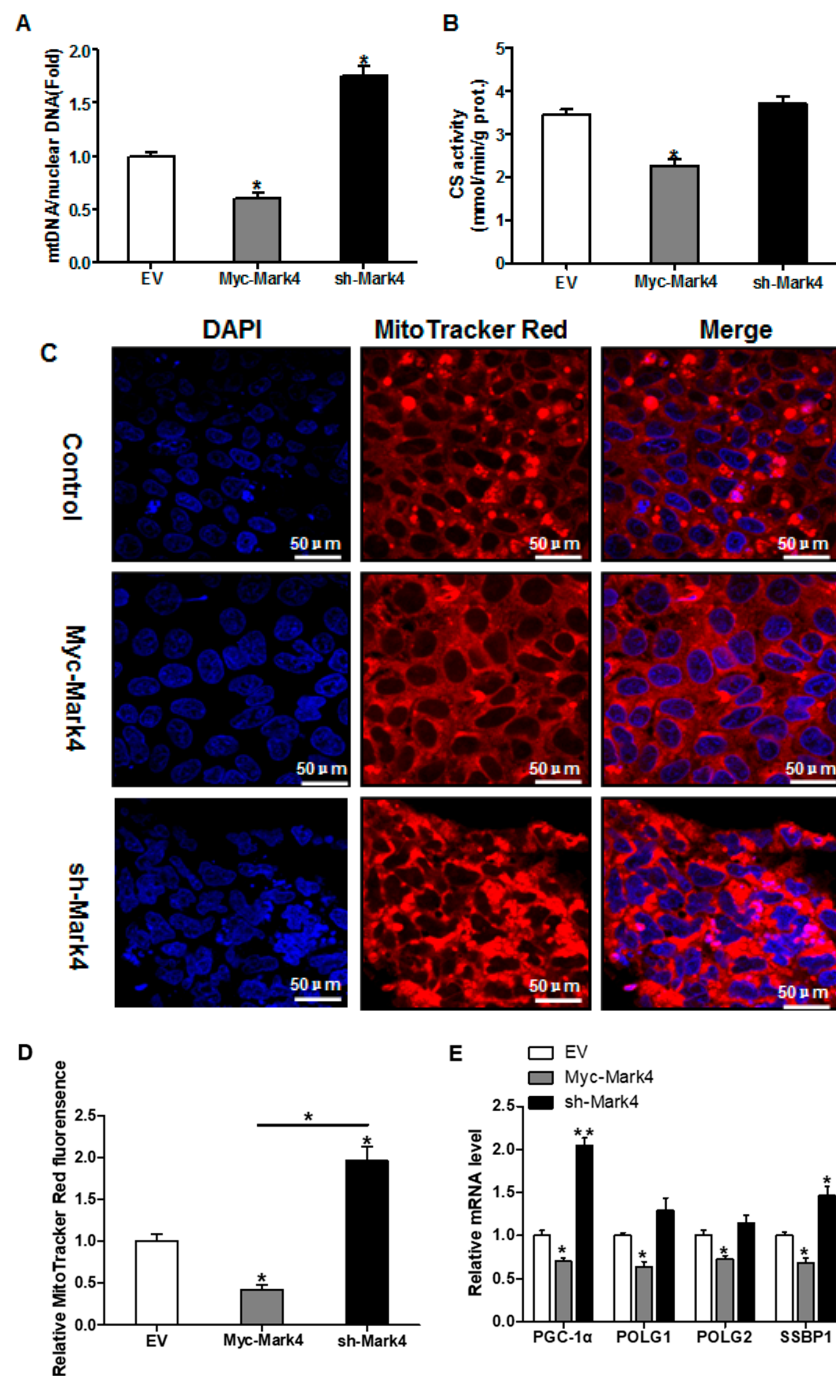 A
mtDNA/nuclear DNA(Fold)
2.0
1.5
1.0
0.5
0.0
*
*
EV
Myc-Mark4
sh-Mark4
B
CS activity
(mmol/min/g prot.)
5
4
3
2
1
0
*
EV
Myc-Mark4
sh-Mark4
C
DAPI
MitoTracker Red
Merge
Control
50 μm
50 μm
50 μm
Myc-Mark4
50 μm
50 μm
50 μm
sh-Mark4
50 μm
50 μm
50 μm
D
Relative MitoTracker Red fluorensence
2.5
2.0
1.5
1.0
0.5
0.0
*
*
*
EV
Myc-Mark4
sh-Mark4
E
EV
Myc-Mark4
sh-Mark4
Relative mRNA level
2.5
2.0
1.5
1.0
0.5
0.0
**
*
*
*
*
*
PGC-1α
POLG1
POLG2
SSBP1